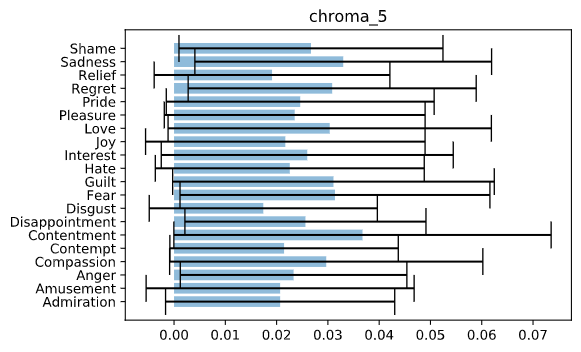 chroma_5
Shame
Sadness
Relief
Regret
Pride
Pleasure
Love
Joy
Interest
Hate
Guilt
Fear
Disgust
Disappointment
Contentment
Contempt
Compassion
Anger
Amusement
Admiration
0.00 0.01 0.02 0.03 0.04 0.05 0.06 0.07